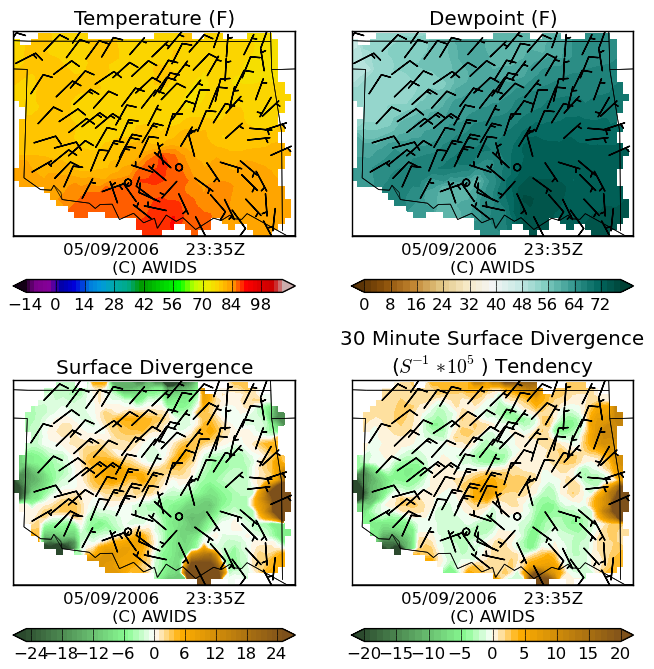 Temperature (F)
Dewpoint (F)
05/09/2006 23:35Z
(C) AWIDS
−14 0 14 28 42 56 70 84 98
05/09/2006 23:35Z
(C) AWIDS
0 8 16 24 32 40 48 56 64 72
Surface Divergence
30 Minute Surface Divergence
(S⁻¹ *10⁵ ) Tendency
05/09/2006 23:35Z
(C) AWIDS
−24 −18 −12 −6 0 6 12 18 24
05/09/2006 23:35Z
(C) AWIDS
−20 −15 −10 −5 0 5 10 15 20